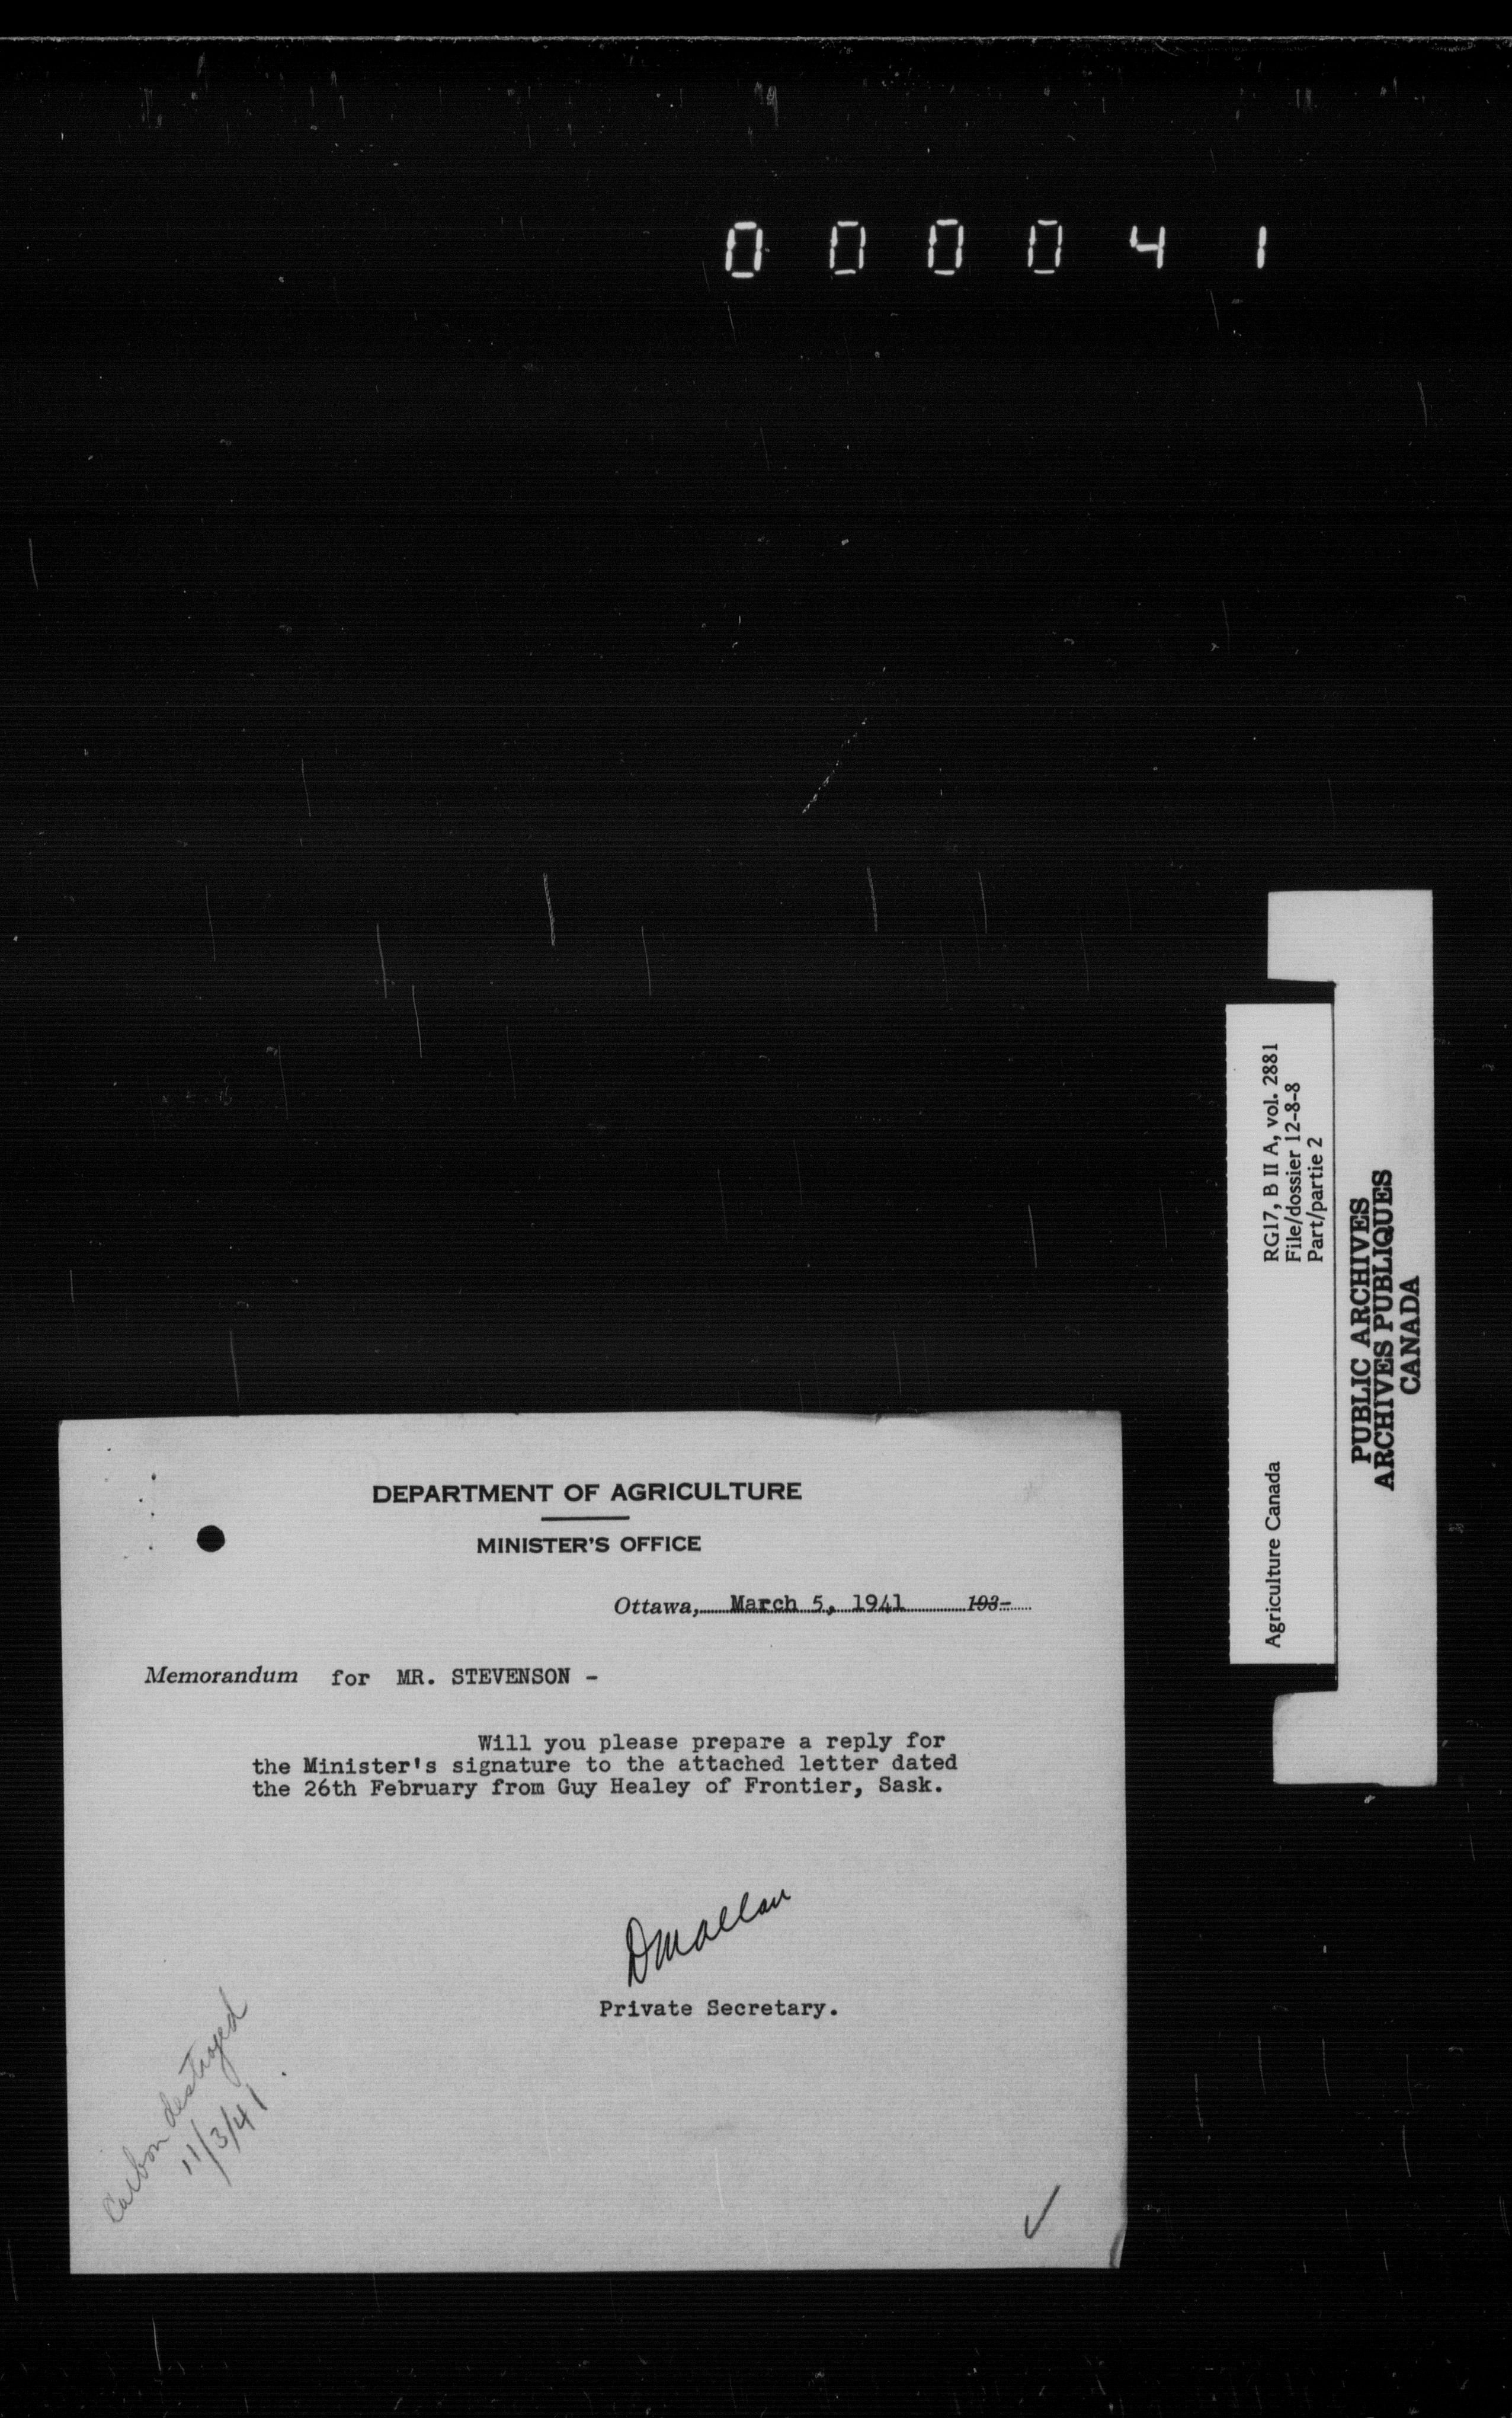 000041
DEPARTMENT OF AGRICULTURE
MINISTER'S OFFICE
Ottawa, March 5, 1941 193-
Memorandum for MR. STEVENSON -
Will you please prepare a reply for
the Minister's signature to the attached letter dated
the 26th February from Guy Healey of Frontier, Sask.
DMAllan
Private Secretary.
Carbon destroyed
11/3/41.
Agriculture Canada RG17, B II A, vol. 2881
File/dossier 12-8-8
Part/partie 2
PUBLIC ARCHIVES
ARCHIVES PUBLIQUES
CANADA